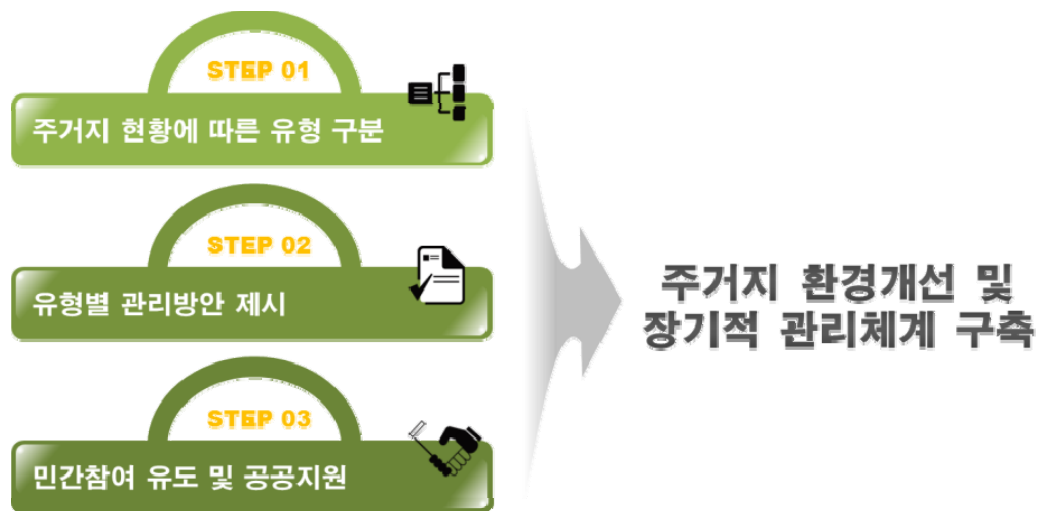 STEP 01
주거지 현황에 따른 유형 구분
STEP 02
유형별 관리방안 제시
STEP 03
민간참여 유도 및 공공지원
주거지 환경개선 및
장기적 관리체계 구축